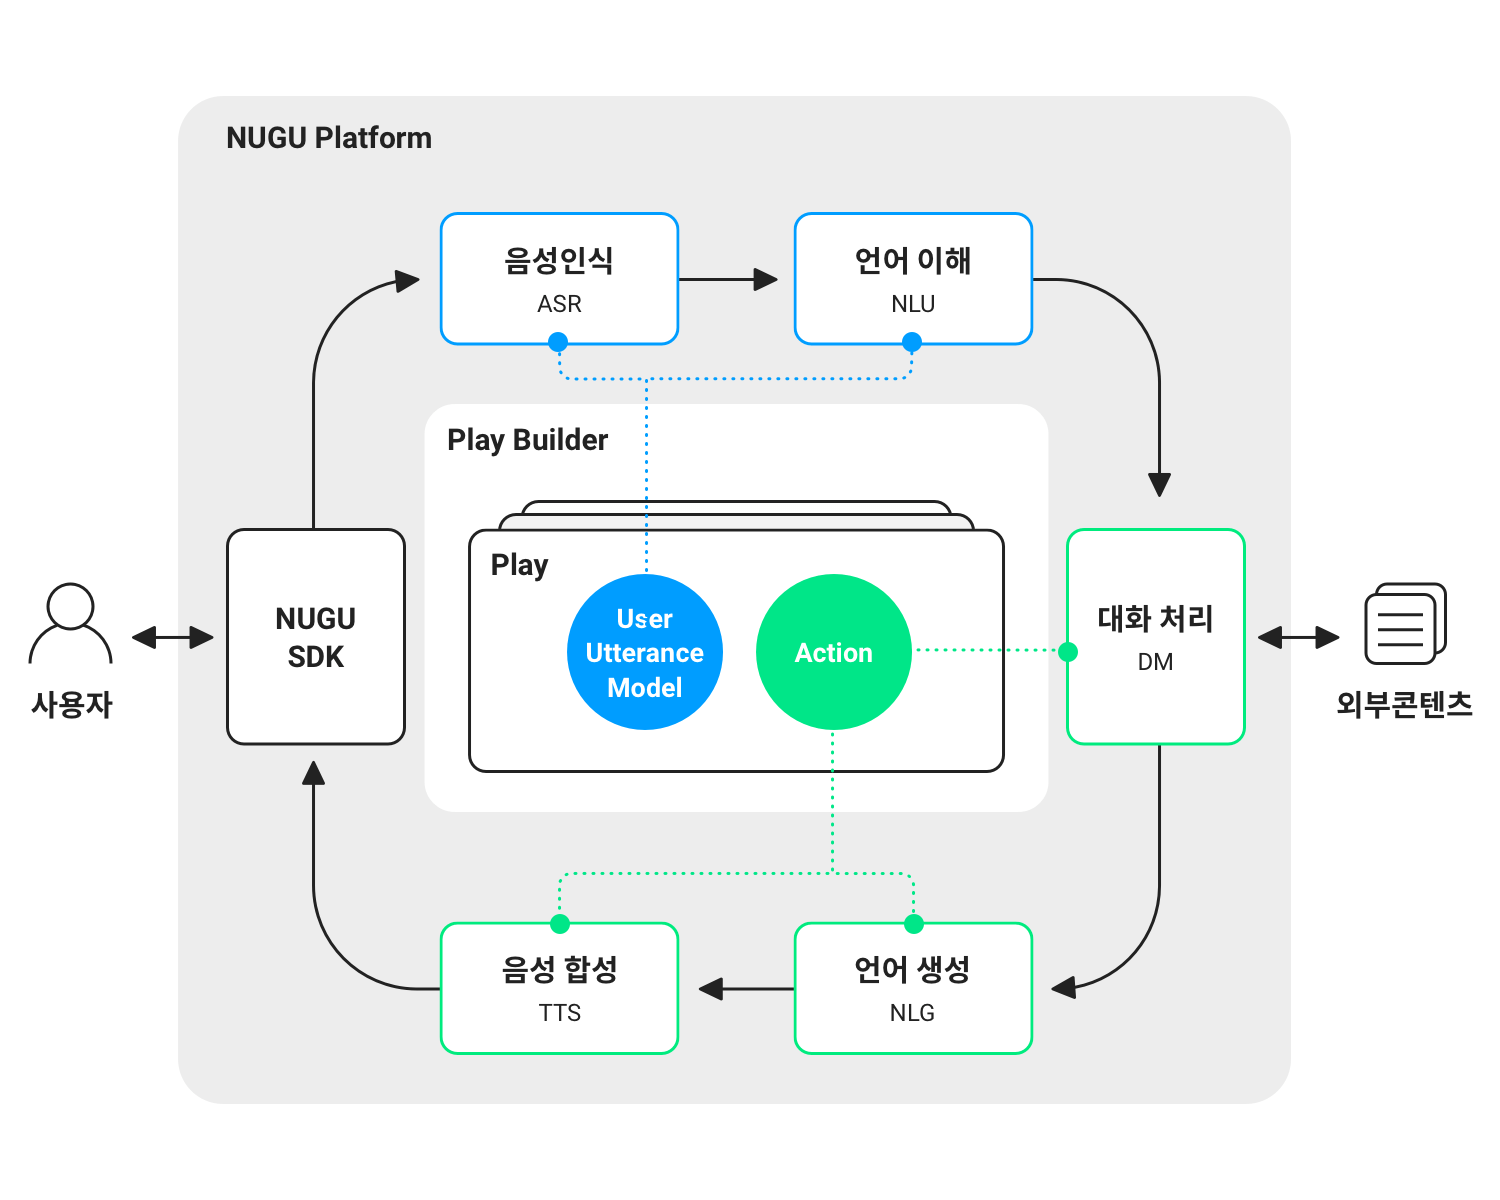 NUGU Platform
음성인식
ASR
언어 이해
NLU
Play Builder
Play
User
Utterance
Model
Action
NUGU
SDK
대화 처리
DM
사용자
외부콘텐츠
음성 합성
TTS
언어 생성
NLG